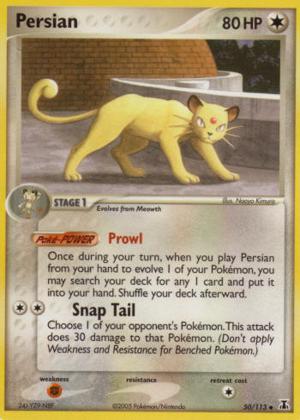 Persian
80 HP
STAGE 1
Evolves from Meowth
Illus. Naoyo Kimura
Poké-POWER Prowl
Once during your turn, when you play Persian
from your hand to evolve 1 of your Pokémon, you
may search your deck for any 1 card and put it
into your hand. Shuffle your deck afterward.
Snap Tail
Choose 1 of your opponent's Pokémon. This attack
does 30 damage to that Pokémon. (Don't apply
Weakness and Resistance for Benched Pokémon.)
weakness resistance retreat cost
©2005 Pokémon/Nintendo 50/113